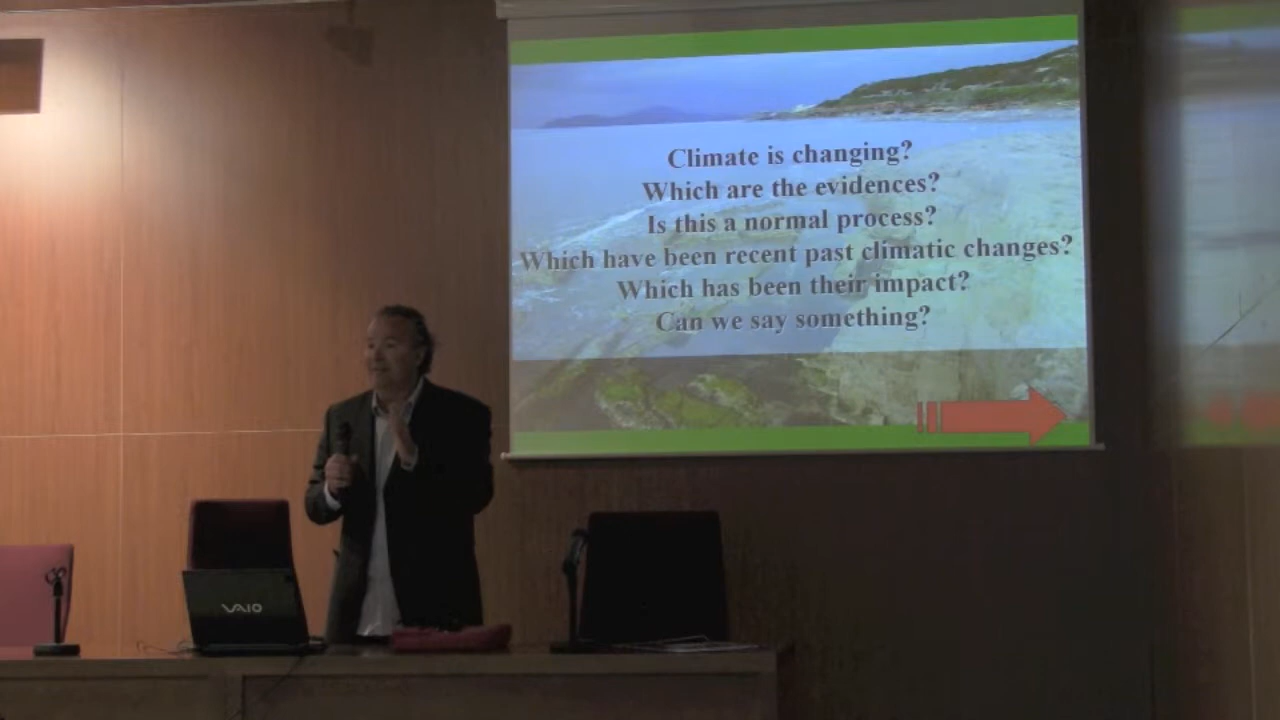 Climate is changing?
Which are the evidences?
Is this a normal process?
Which have been recent past climatic changes?
Which has been their impact?
Can we say something?
VAIO